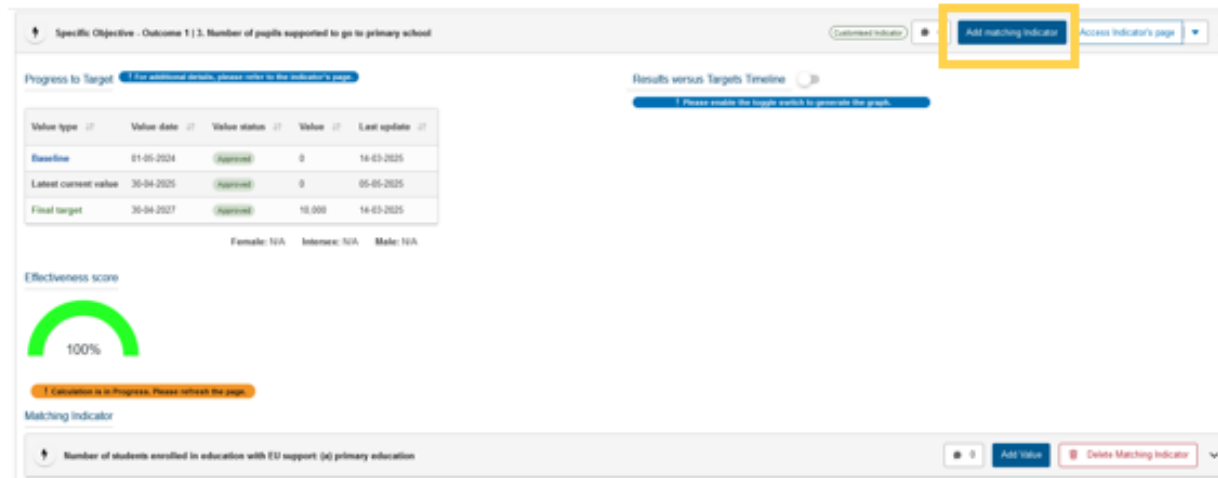 Specific Objective - Outcome 1 | 3. Number of pupils supported to go to primary school
Customised Indicator
Add matching Indicator
Access Indicator's page
Progress to Target
! For additional details, please refer to the indicator's page.
Results versus Targets Timeline
! Please enable the toggle switch to generate the graph.
Value type Value date Value status Value Last update
Baseline 01-05-2024 Approved 0 14-03-2025
Latest current value 30-04-2025 0 05-05-2025
Final target 30-04-2027 Approved 10,000 14-03-2025
Female: N/A Intersex: N/A Male: N/A
Effectiveness score
100%
! Calculation is in Progress. Please refresh the page.
Matching Indicator
Number of students enrolled in education with EU support: (a) primary education
0 Add Value Delete Matching Indicator